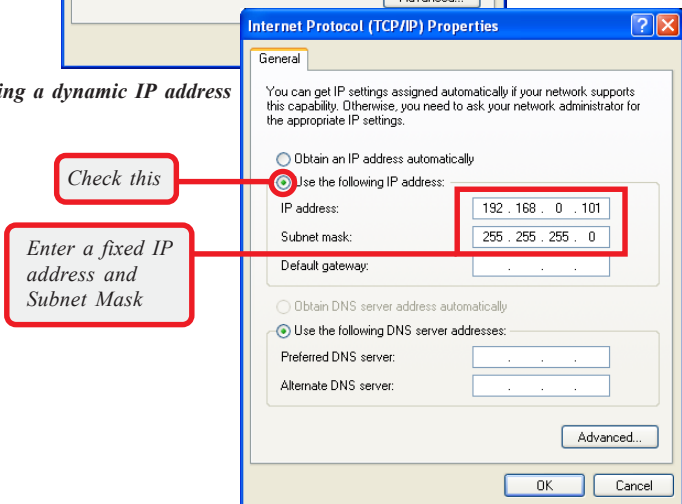 Advanced...
Internet Protocol (TCP/IP) Properties
General
ing a dynamic IP address
You can get IP settings assigned automatically if your network supports
this capability. Otherwise, you need to ask your network administrator for
the appropriate IP settings.
Obtain an IP address automatically
Check this
Use the following IP address:
IP address: 192 . 168 . 0 . 101
Enter a fixed IP
address and
Subnet Mask
Subnet mask: 255 . 255 . 255 . 0
Default gateway: . . .
Obtain DNS server address automatically
Use the following DNS server addresses:
Preferred DNS server: . . .
Alternate DNS server: . . .
Advanced...
OK
Cancel